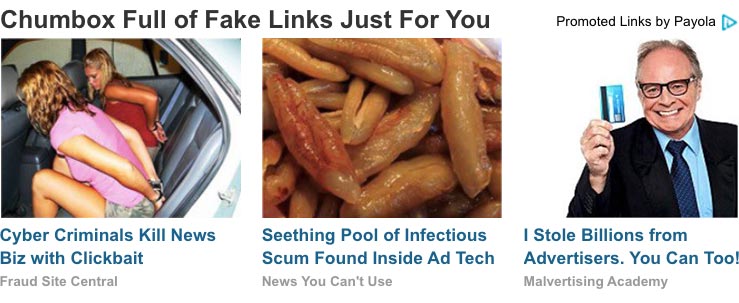 Chumbox Full of Fake Links Just For You
Promoted Links by Payola
Cyber Criminals Kill News
Biz with Clickbait
Fraud Site Central
Seething Pool of Infectious
Scum Found Inside Ad Tech
News You Can't Use
I Stole Billions from
Advertisers. You Can Too!
Malvertising Academy